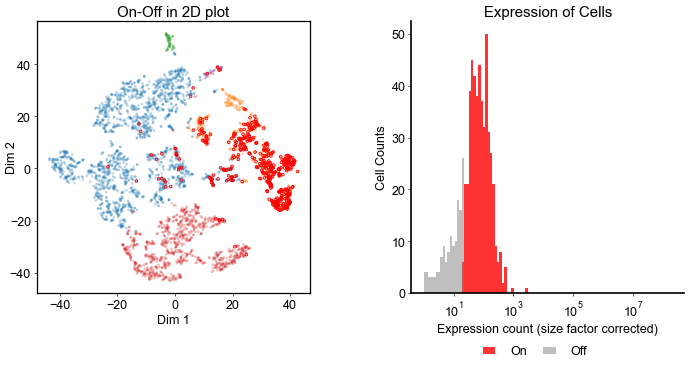 On-Off in 2D plot
Dim 2
40
20
0
−20
−40
−40 −20 0 20 40
Dim 1
Expression of Cells
Cell Counts
50
40
30
20
10
0
10^1 10^3 10^5 10^7
Expression count (size factor corrected)
On Off